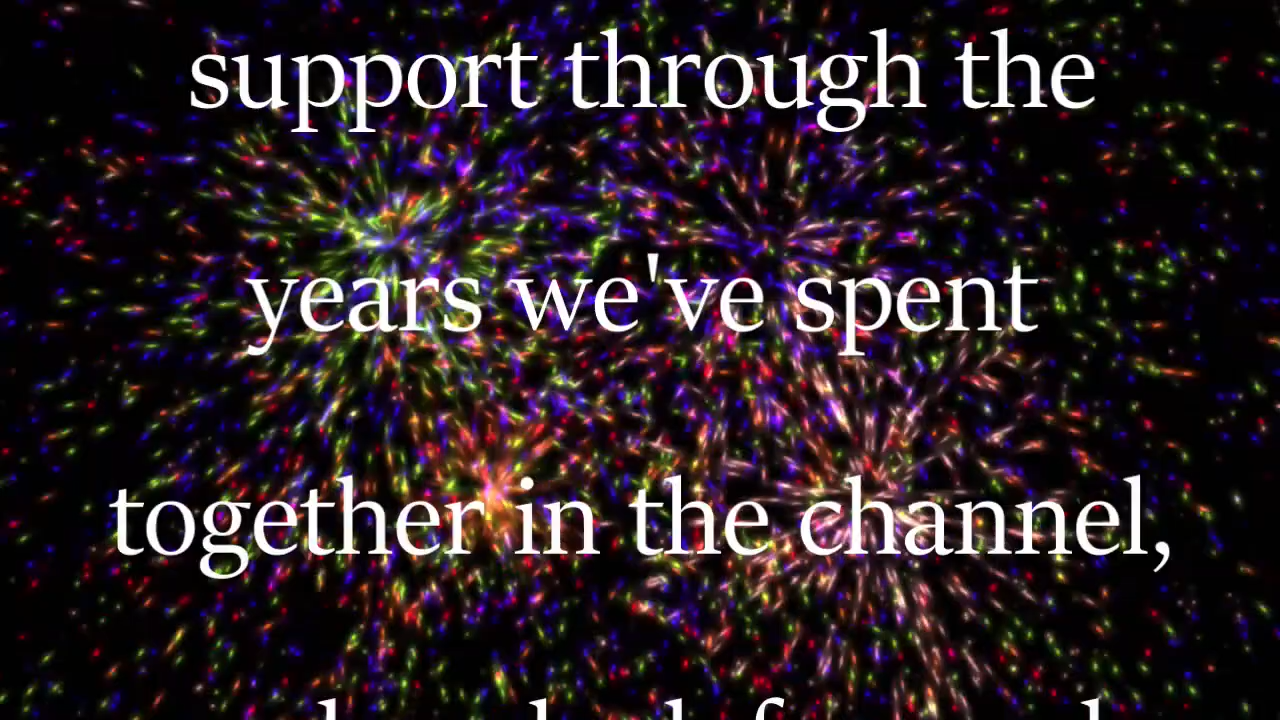 support through the
years we've spent
together in the channel,